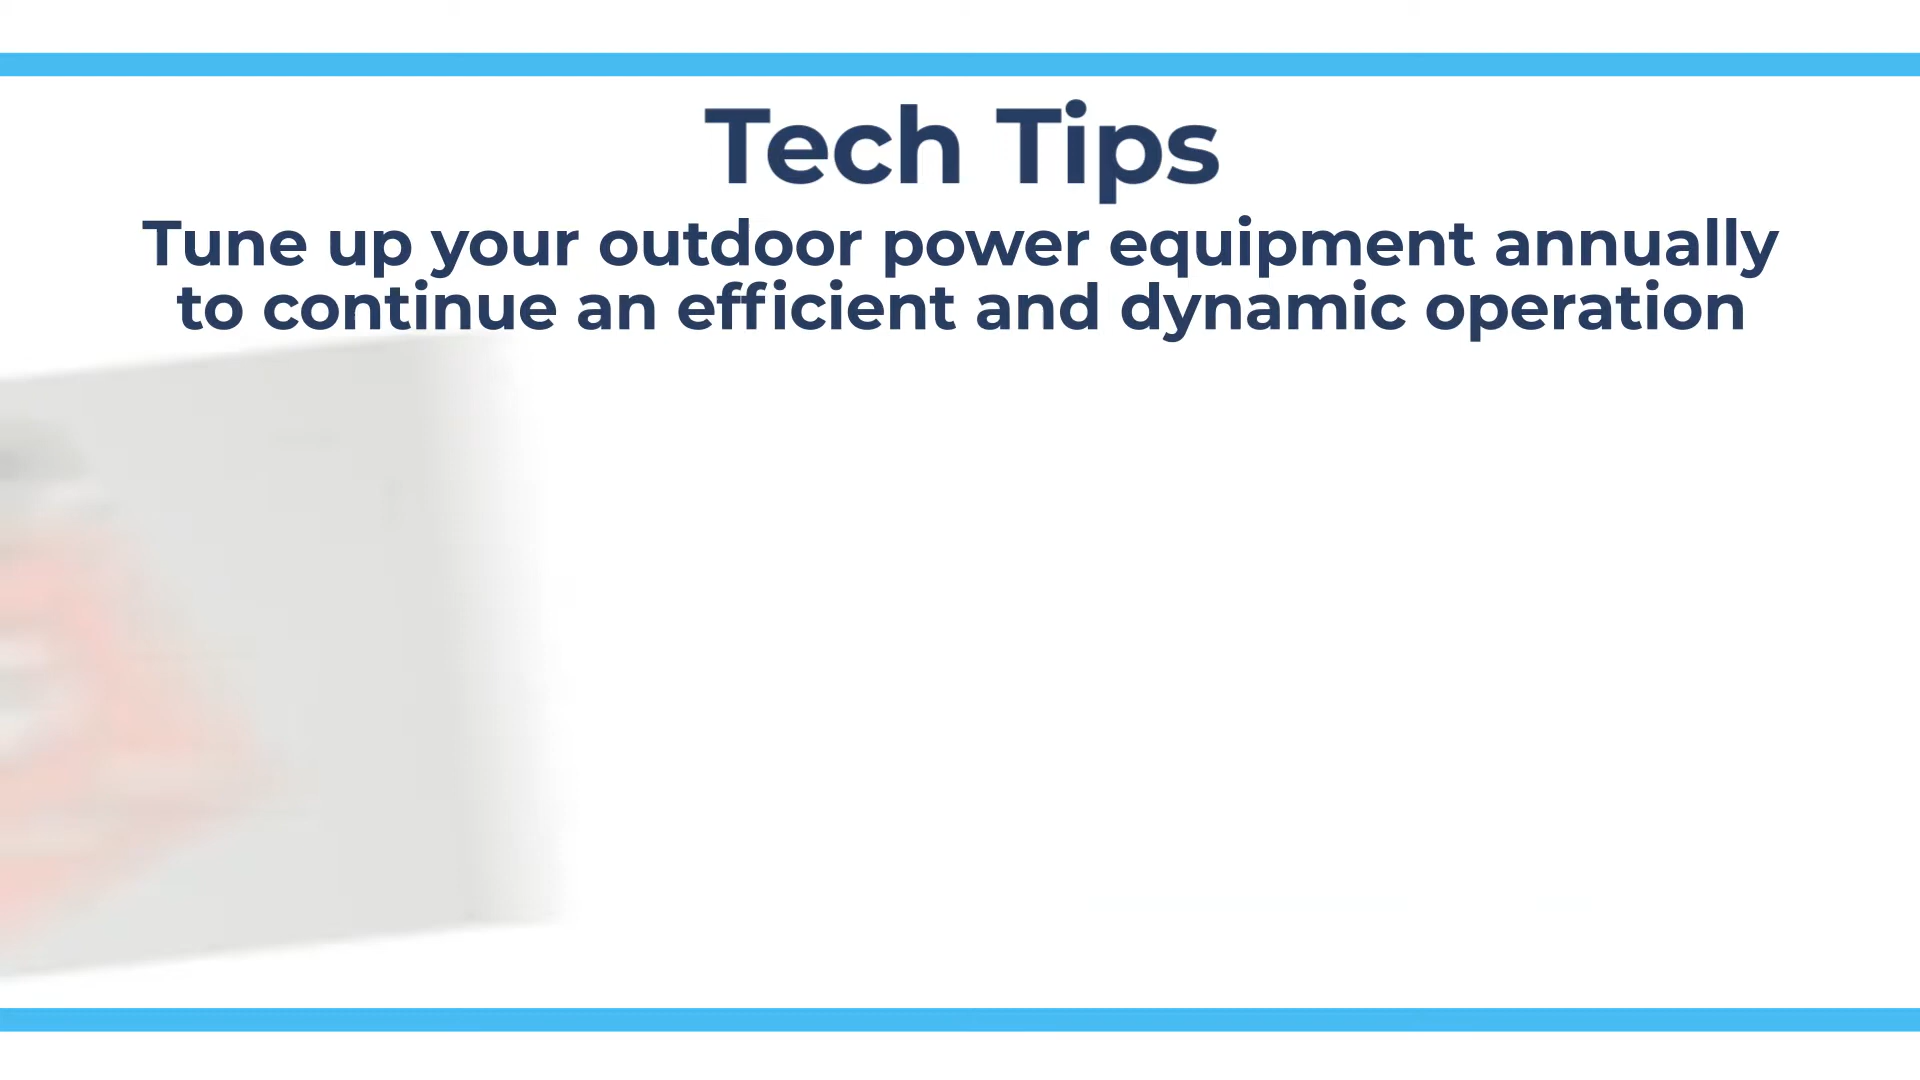 Tech Tips
Tune up your outdoor power equipment annually
to continue an efficient and dynamic operation